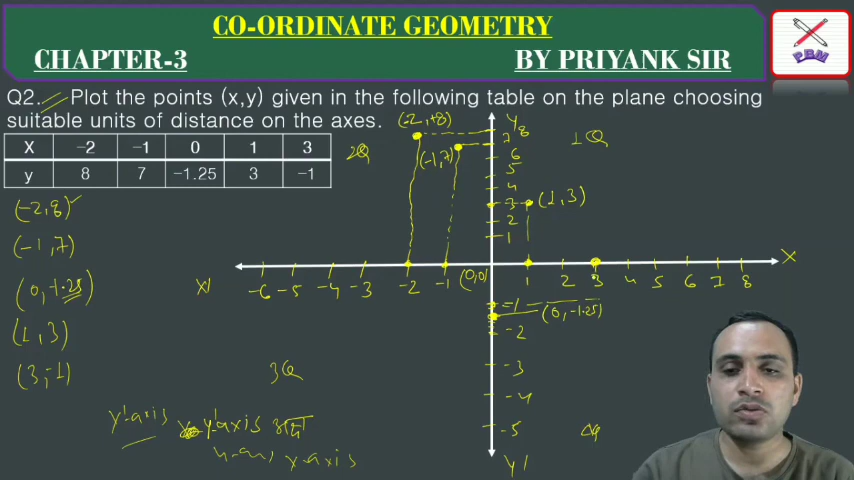 CO-ORDINATE GEOMETRY
CHAPTER-3 BY PRIYANK SIR
PBM
Q2. Plot the points (x,y) given in the following table on the plane choosing
suitable units of distance on the axes.
X −2 −1 0 1 3
y 8 7 −1.25 3 −1
(-2,8)
(-1,7)
(0,-1.25)
(1,3)
(3,-1)
y'axis
y'axis
x-axis
(-2,+8)
(-1,7)
2Q
1Q
3Q
Y
8
7
6
5
4
3 (1,3)
2
1
X' X
-6 -5 -4 -3 -2 -1 (0,0) 1 2 3 4 5 6 7 8
-1
(0,-1.25)
-2
-3
-4
-5
Y'